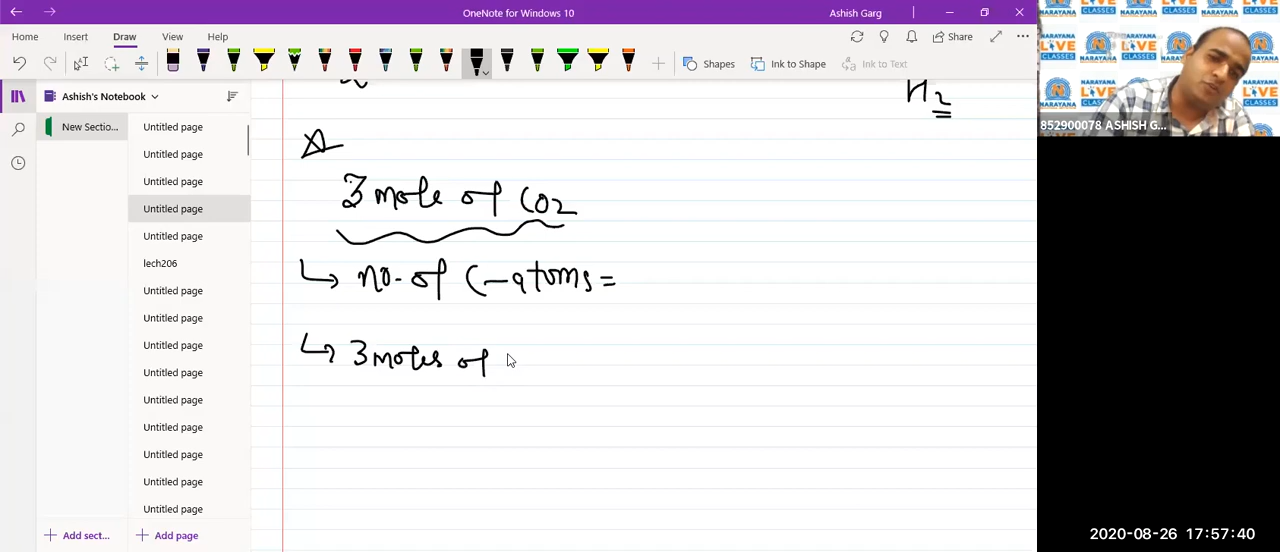 OneNote for Windows 10
Ashish Garg
Home Insert Draw View Help
Share
Shapes Ink to Shape Ink to Text
Ashish's Notebook
New Sectio...
Untitled page
Untitled page
Untitled page
Untitled page
Untitled page
lech206
Untitled page
Untitled page
Untitled page
Untitled page
Untitled page
Untitled page
Untitled page
Untitled page
Untitled page
Add sect...
Add page
H2
3 mole of CO2
no. of C-atoms =
3 moles of
NARAYANA LIVE CLASSES
852900078 ASHISH G...
2020-08-26 17:57:40